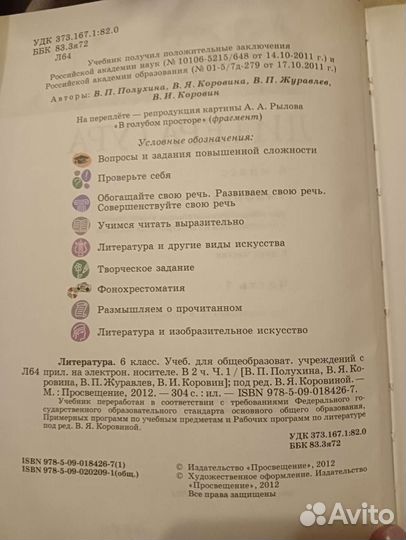 УДК 373.167.1:82.0
ББК 83.3я72
Л64
Учебник получил положительные заключения
Российской академии наук (№ 10106-5215/648 от 14.10.2011 г.) и
Российской академии образования (№ 01-5/7д-279 от 17.10.2011 г.)
Авторы: В. П. Полухина, В. Я. Коровина, В. П. Журавлев,
В. И. Коровин
На переплёте — репродукция картины А. А. Рылова
«В голубом просторе» (фрагмент)
Условные обозначения:
Вопросы и задания повышенной сложности
Проверьте себя
Обогащайте свою речь. Развиваем свою речь.
Совершенствуйте свою речь
Учимся читать выразительно
Литература и другие виды искусства
Творческое задание
Фонохрестоматия
Размышляем о прочитанном
Литература и изобразительное искусство
Литература. 6 класс. Учеб. для общеобразоват. учреждений с
Л64 прил. на электрон. носителе. В 2 ч. Ч. 1 / [В. П. Полухина, В. Я. Ко-
ровина, В. П. Журавлев, В. И. Коровин]; под ред. В. Я. Коровиной. —
М. : Просвещение, 2012. — 304 с. : ил. — ISBN 978-5-09-018426-7.
Учебник переработан в соответствии с требованиями Федерального го-
сударственного образовательного стандарта основного общего образования,
Примерных программ по учебным предметам и Рабочих программ по литературе
под ред. В. Я. Коровиной.
УДК 373.167.1:82.0
ББК 83.3я72
ISBN 978-5-09-018426-7(1)
ISBN 978-5-09-020209-1(общ.)
© Издательство «Просвещение», 2012
© Художественное оформление. Издательство
«Просвещение», 2012
Все права защищены
Avito